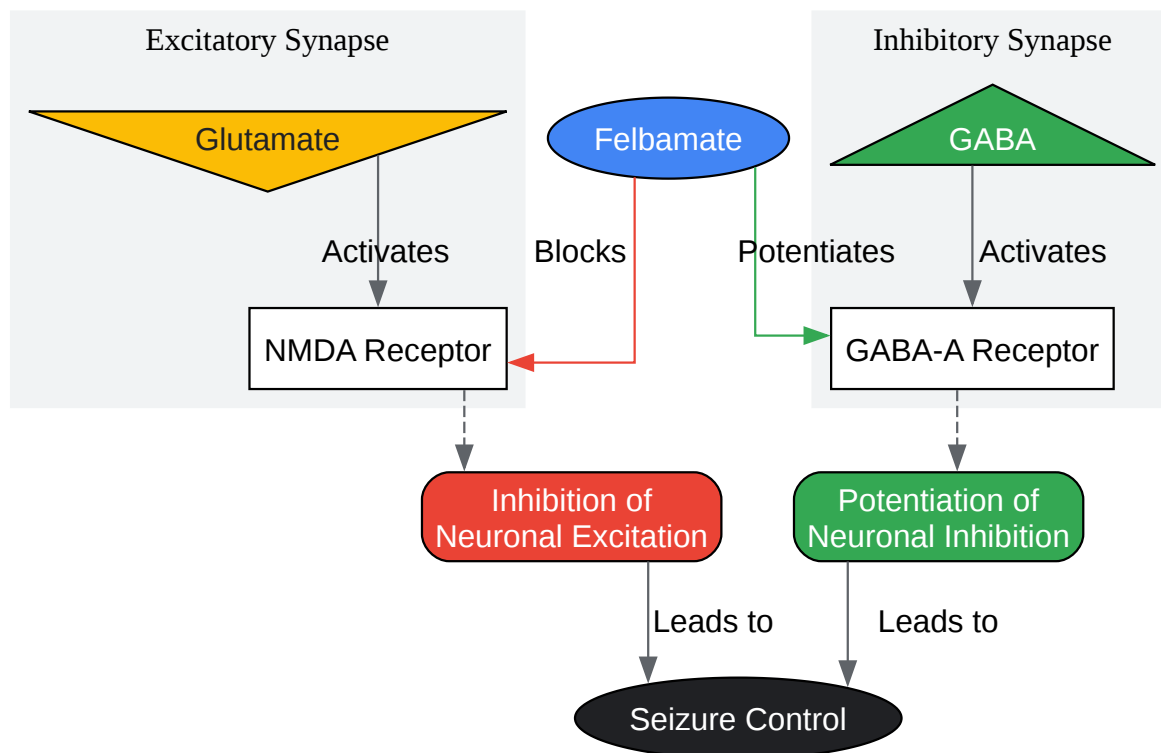 Excitatory Synapse
Inhibitory Synapse
Glutamate
Felbamate
GABA
Activates
Blocks
Potentiates
Activates
NMDA Receptor
GABA-A Receptor
Inhibition of
Neuronal Excitation
Potentiation of
Neuronal Inhibition
Leads to
Leads to
Seizure Control